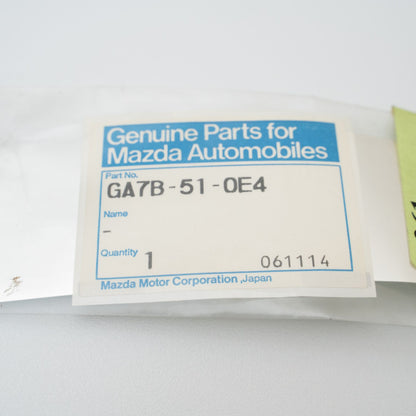 Genuine Parts for
Mazda Automobiles
Part No.
GA7B-51-0E4
Name
-
Quantity 1 061114
Mazda Motor Corporation ,Japan